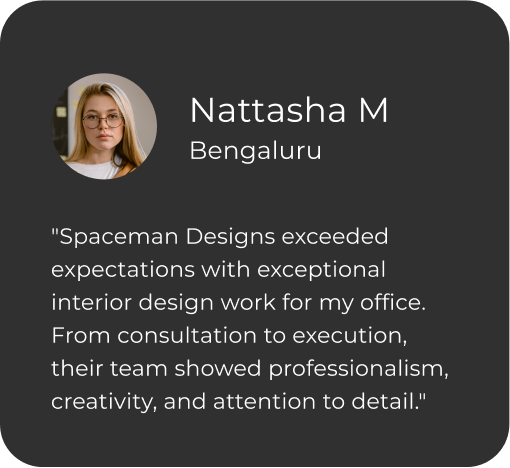 Nattasha M
Bengaluru
"Spaceman Designs exceeded
expectations with exceptional
interior design work for my office.
From consultation to execution,
their team showed professionalism,
creativity, and attention to detail."